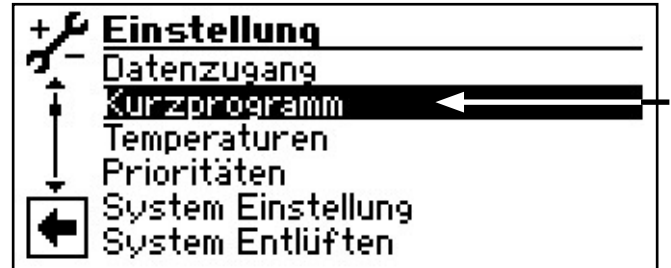 Einstellung
Datenzugang
Kurzprogramm
Temperaturen
Prioritäten
System Einstellung
System Entlüften